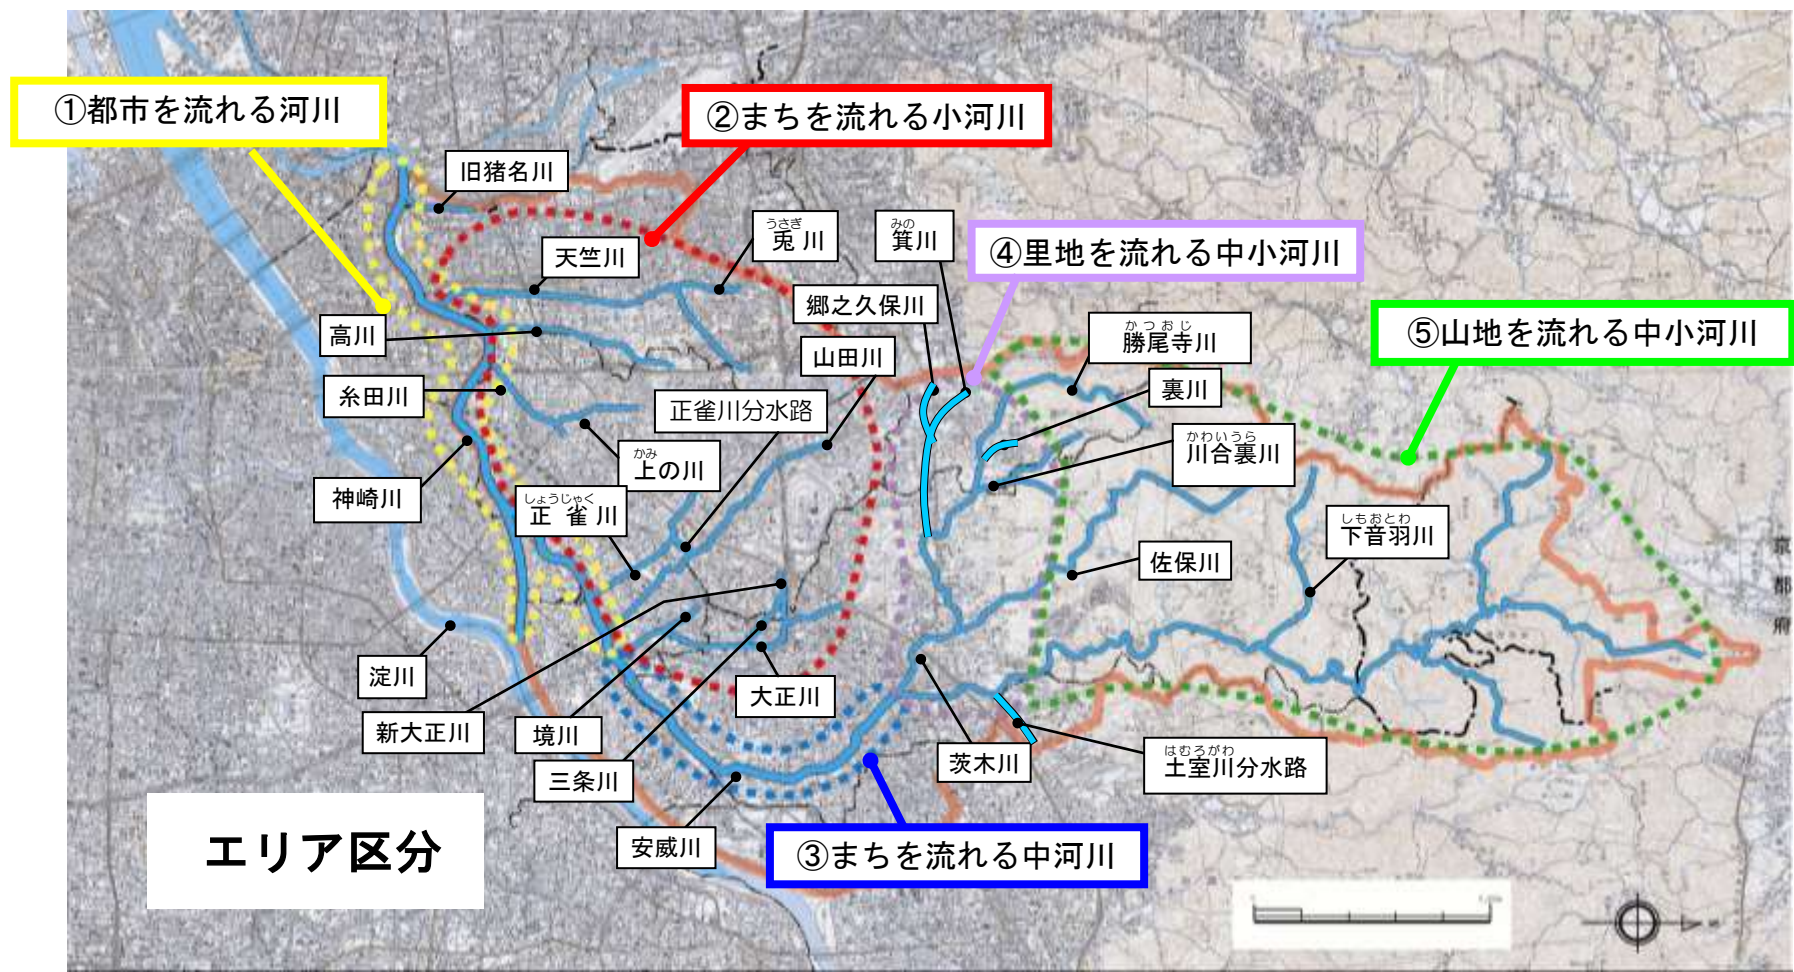 ①都市を流れる河川
②まちを流れる小河川
旧猪名川
うさぎ
兎川
みの
箕川
④里地を流れる中小河川
天竺川
郷之久保川
かつおじ
勝尾寺川
⑤山地を流れる中小河川
高川
山田川
裏川
糸田川
正雀川分水路
かわいうら
川合裏川
かみ
上の川
神崎川
しょうじゃく
正雀川
しもおとわ
下音羽川
佐保川
京都府
淀川
大正川
新大正川
境川
茨木川
はむろがわ
土室川分水路
三条川
安威川
エリア区分
③まちを流れる中河川